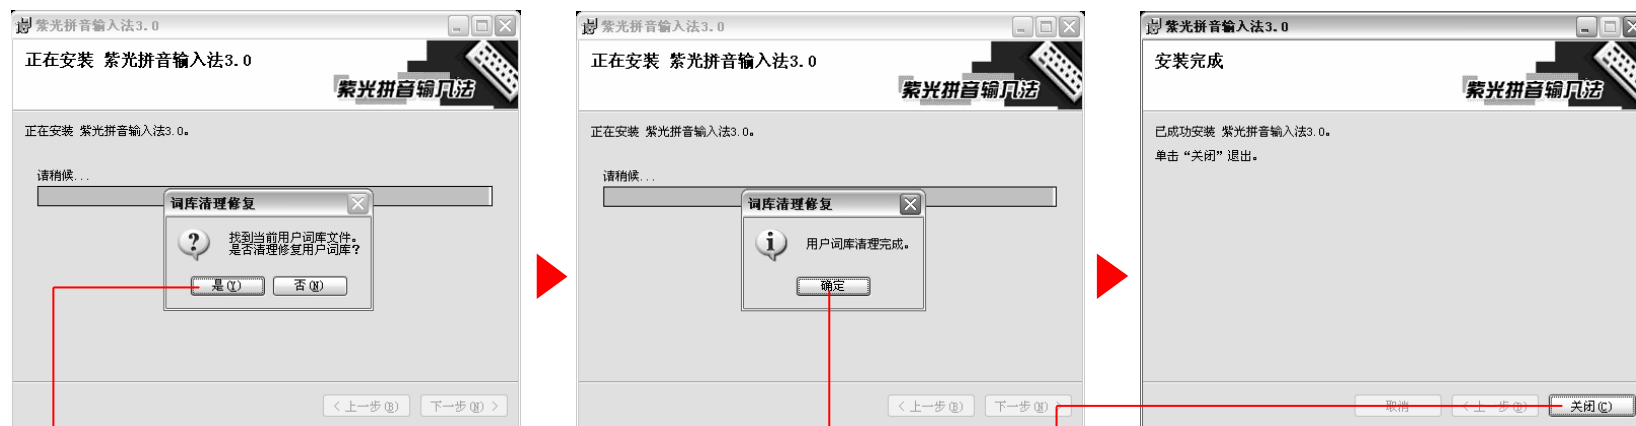 紫光拼音输入法3.0
正在安装 紫光拼音输入法3.0
紫光拼音输入法
正在安装 紫光拼音输入法3.0。
请稍候...
词库清理修复
找到当前用户词库文件。
是否清理修复用户词库?
是(Y)
否(N)
< 上一步(B)
下一步(N) >
紫光拼音输入法3.0
正在安装 紫光拼音输入法3.0
紫光拼音输入法
正在安装 紫光拼音输入法3.0。
请稍候...
词库清理修复
用户词库清理完成。
确定
< 上一步(B)
下一步(N) >
紫光拼音输入法3.0
安装完成
紫光拼音输入法
已成功安装 紫光拼音输入法3.0。
单击“关闭”退出。
取消
< 上一步(B)
关闭(C)